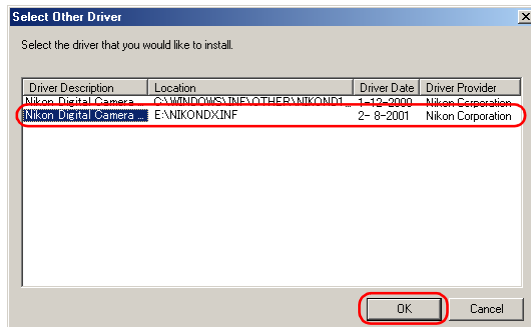 Select Other Driver
Select the driver that you would like to install.
Driver Description Location Driver Date Driver Provider
Nikon Digital Camera ... C:\WINDOWS\INF\OTHER\NIKOND1... 1-12-2000 Nikon Corporation
Nikon Digital Camera ... E:\NIKONDX.INF 2- 8-2001 Nikon Corporation
OK Cancel